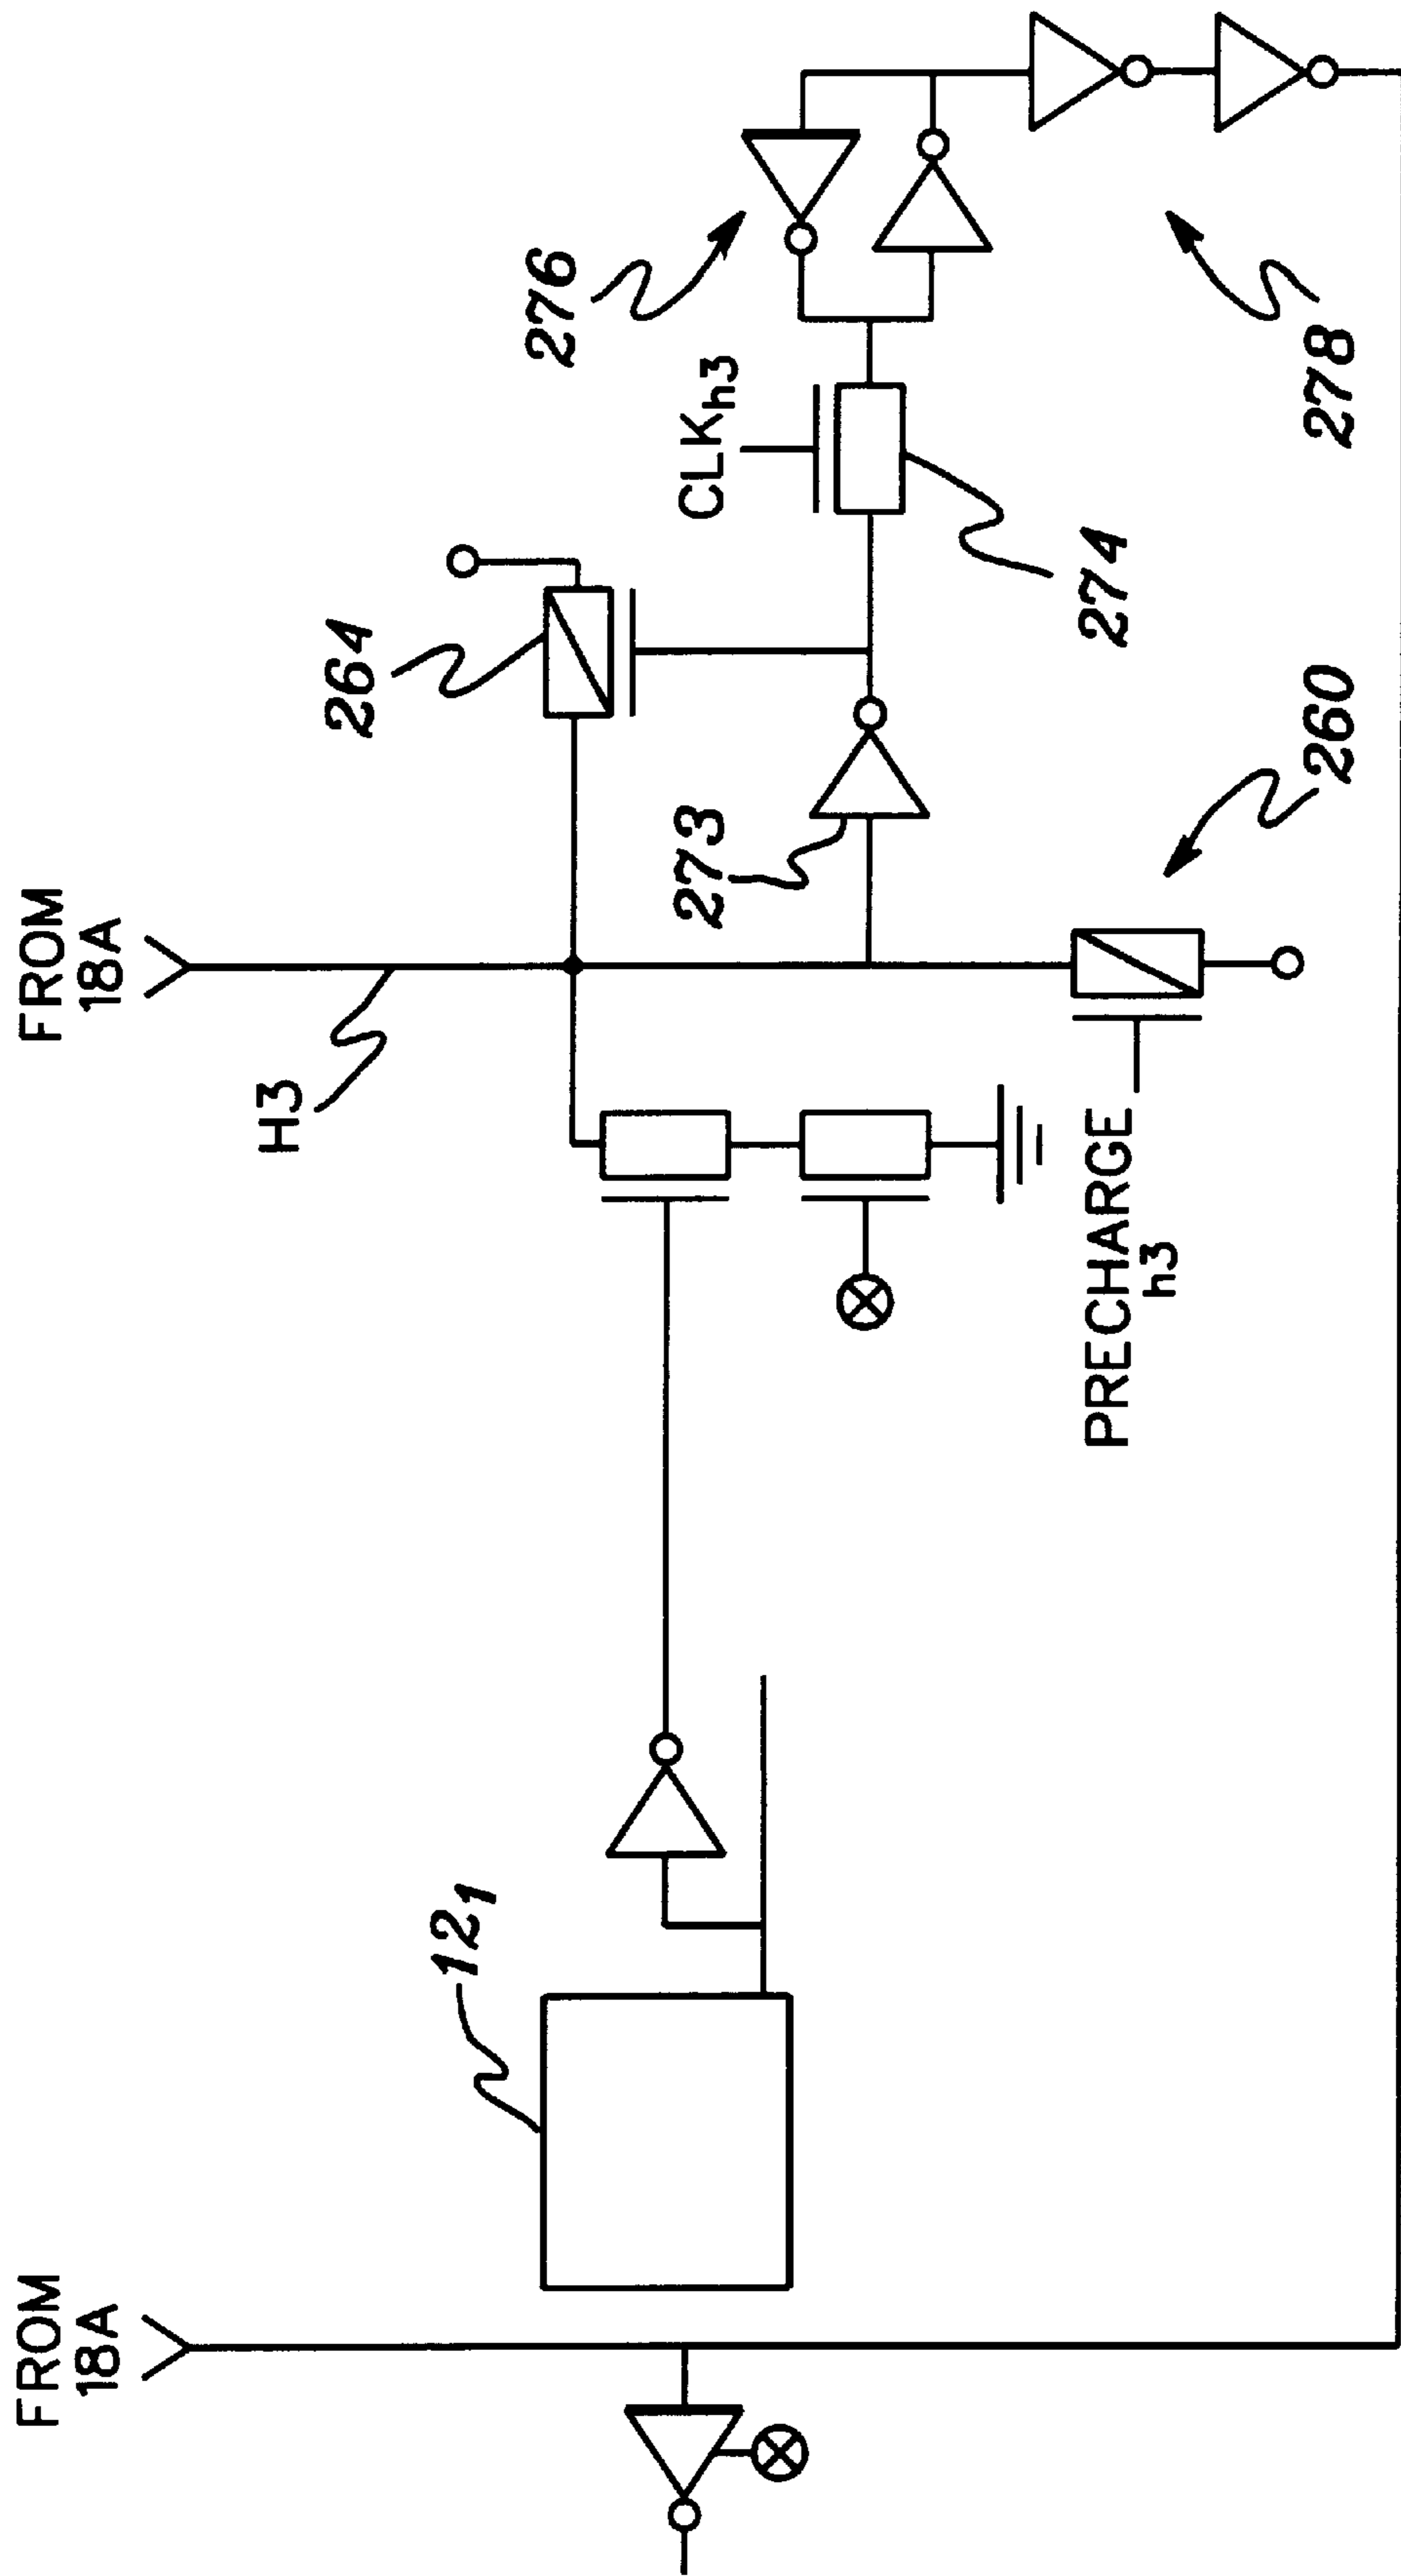 FROM
18A
H3
264
273
CLKh3
276
274
278
260
PRECHARGE
h3
121
FROM
18A